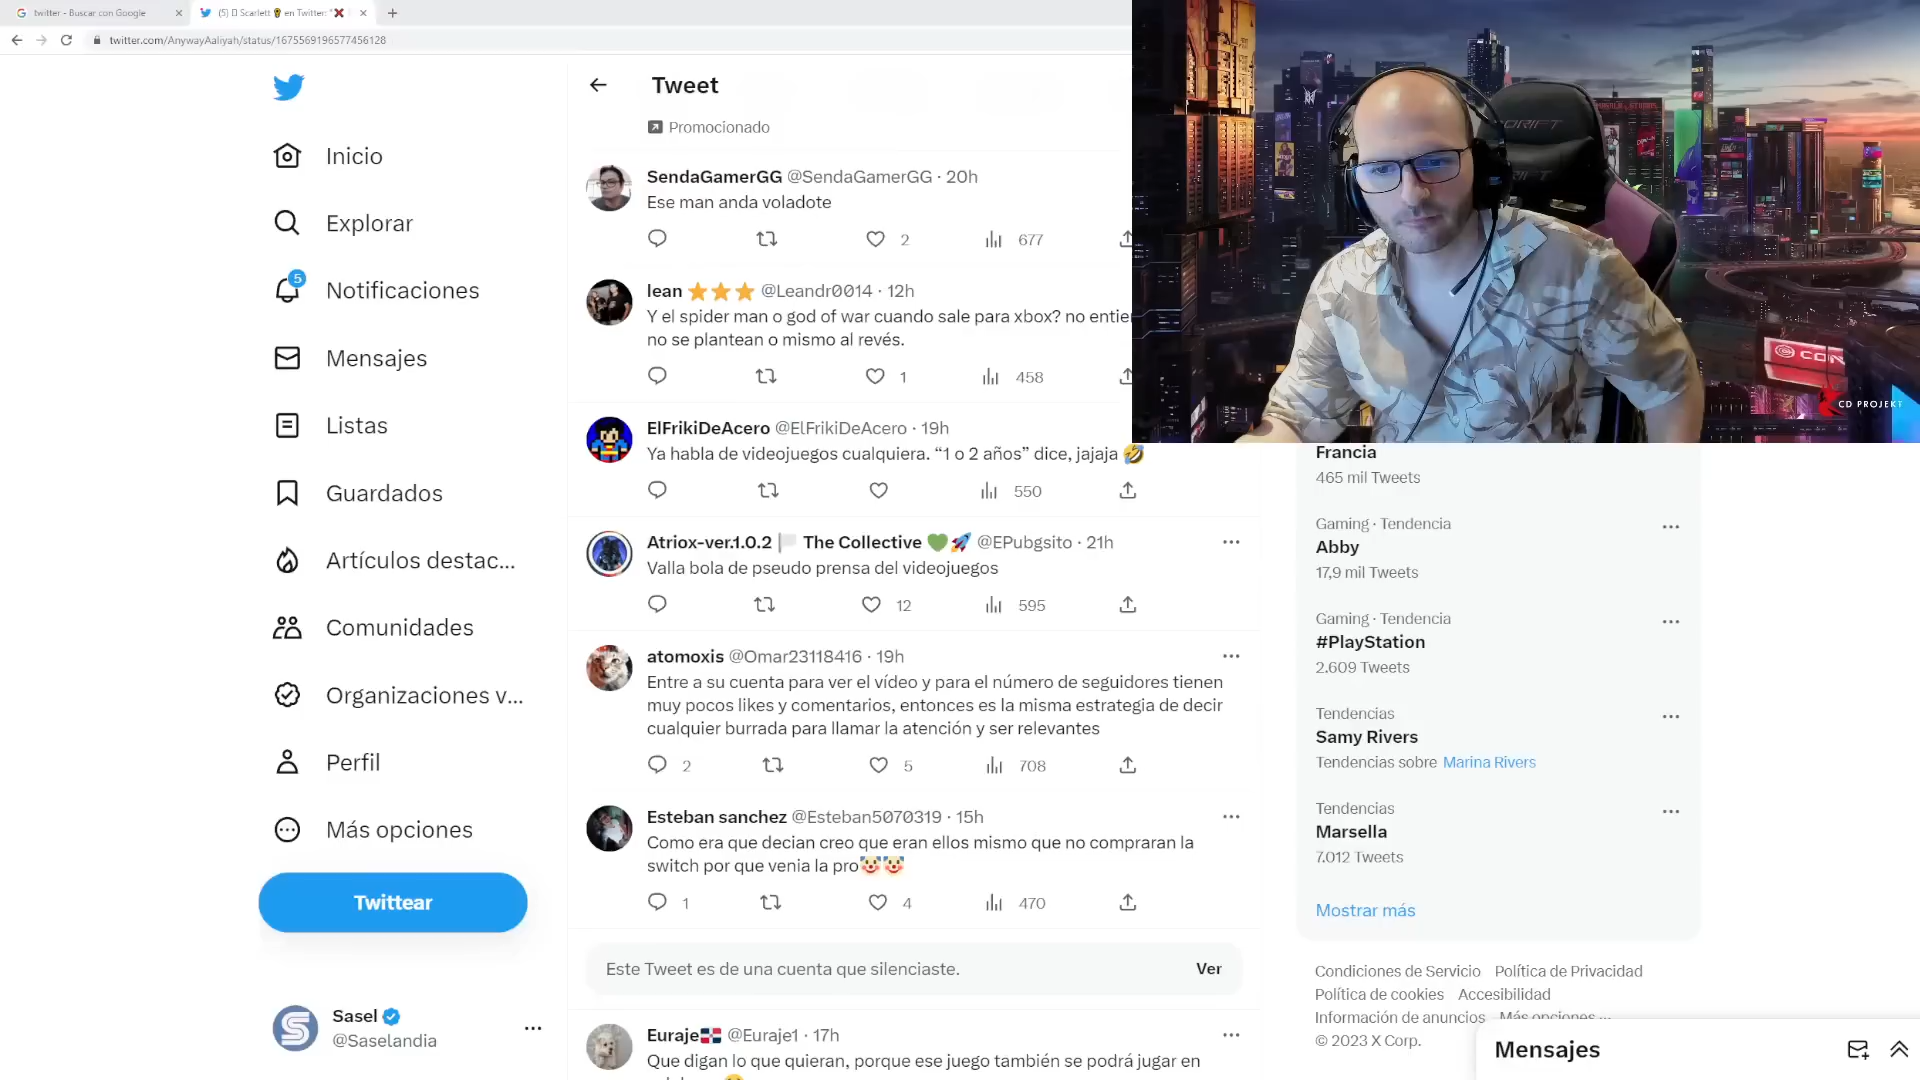 twitter - Buscar con Google
(5) Scarlett en Twitter: "
twitter.com/AnywayAaliyah/status/1675569196577456128
Tweet
Promocionado
Inicio
Explorar
5
Notificaciones
Mensajes
Listas
Guardados
Artículos destac...
Comunidades
Organizaciones v...
Perfil
Más opciones
Twittear
Sasel
@Saselandia
SendaGamerGG @SendaGamerGG · 20h
Ese man anda voladote
2 677
lean ⭐⭐⭐ @Leandr0014 · 12h
Y el spider man o god of war cuando sale para xbox? no entier
no se plantean o mismo al revés.
1 458
ElFrikiDeAcero @ElFrikiDeAcero · 19h
Ya habla de videojuegos cualquiera. “1 o 2 años” dice, jajaja 🤣
550
Atriox-ver.1.0.2 🏳 The Collective 💚🚀 @EPubgsito · 21h
Valla bola de pseudo prensa del videojuegos
12 595
atomoxis @Omar23118416 · 19h
Entre a su cuenta para ver el vídeo y para el número de seguidores tienen
muy pocos likes y comentarios, entonces es la misma estrategia de decir
cualquier burrada para llamar la atención y ser relevantes
2 5 708
Esteban sanchez @Esteban5070319 · 15h
Como era que decian creo que eran ellos mismo que no compraran la
switch por que venia la pro🤡🤡
1 4 470
Este Tweet es de una cuenta que silenciaste.
Ver
Euraje🇩🇴 @Euraje1 · 17h
Que digan lo que quieran, porque ese juego también se podrá jugar en
DRIFT
CD PROJEKT
Francia
465 mil Tweets
Gaming · Tendencia
Abby
17,9 mil Tweets
Gaming · Tendencia
#PlayStation
2.609 Tweets
Tendencias
Samy Rivers
Tendencias sobre Marina Rivers
Tendencias
Marsella
7.012 Tweets
Mostrar más
Condiciones de Servicio Política de Privacidad
Política de cookies Accesibilidad
Información de anuncios Más opciones ...
© 2023 X Corp.
Mensajes